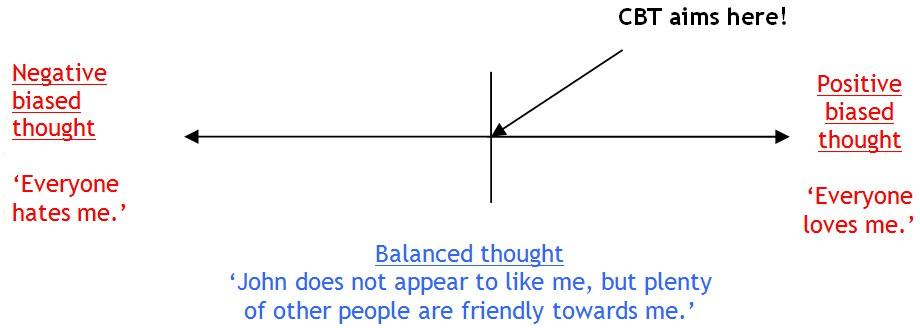 CBT aims here!
Negative
biased
thought
‘Everyone
hates me.’
Positive
biased
thought
‘Everyone
loves me.’
Balanced thought
‘John does not appear to like me, but plenty
of other people are friendly towards me.’